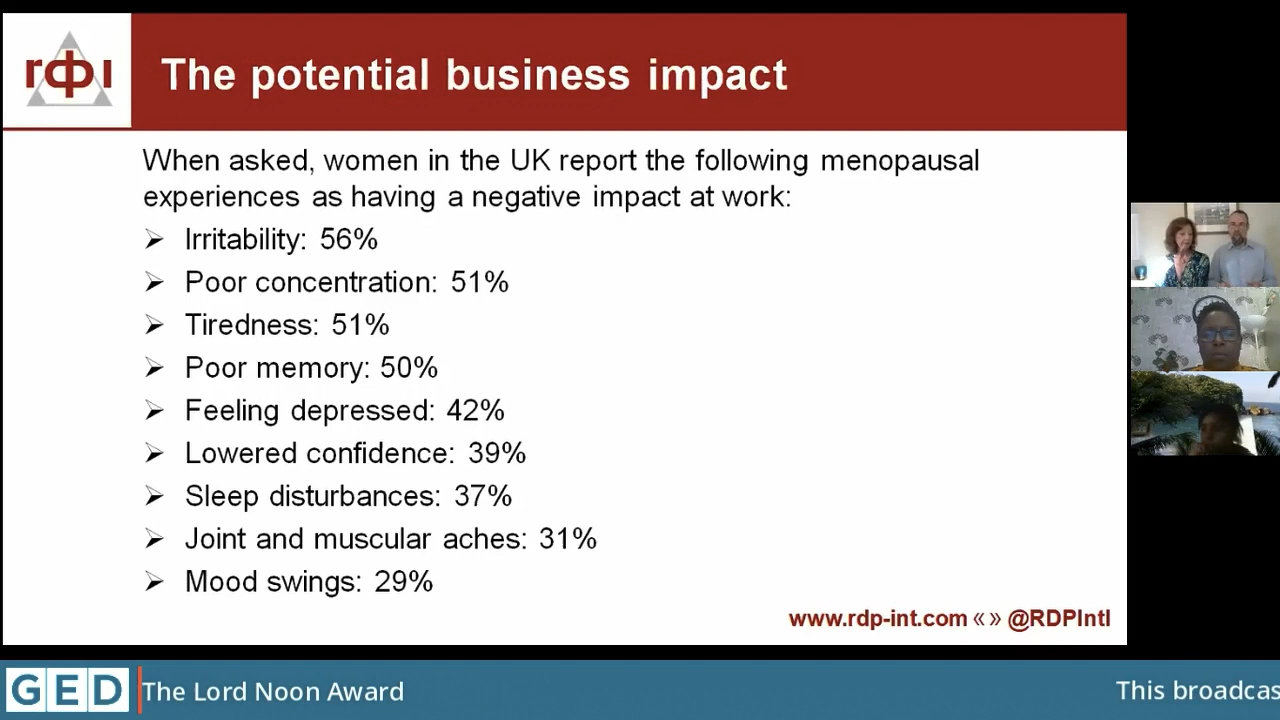 rφι
The potential business impact
When asked, women in the UK report the following menopausal
experiences as having a negative impact at work:
➢ Irritability: 56%
➢ Poor concentration: 51%
➢ Tiredness: 51%
➢ Poor memory: 50%
➢ Feeling depressed: 42%
➢ Lowered confidence: 39%
➢ Sleep disturbances: 37%
➢ Joint and muscular aches: 31%
➢ Mood swings: 29%
www.rdp-int.com «» @RDPIntl
GED The Lord Noon Award This broadcas